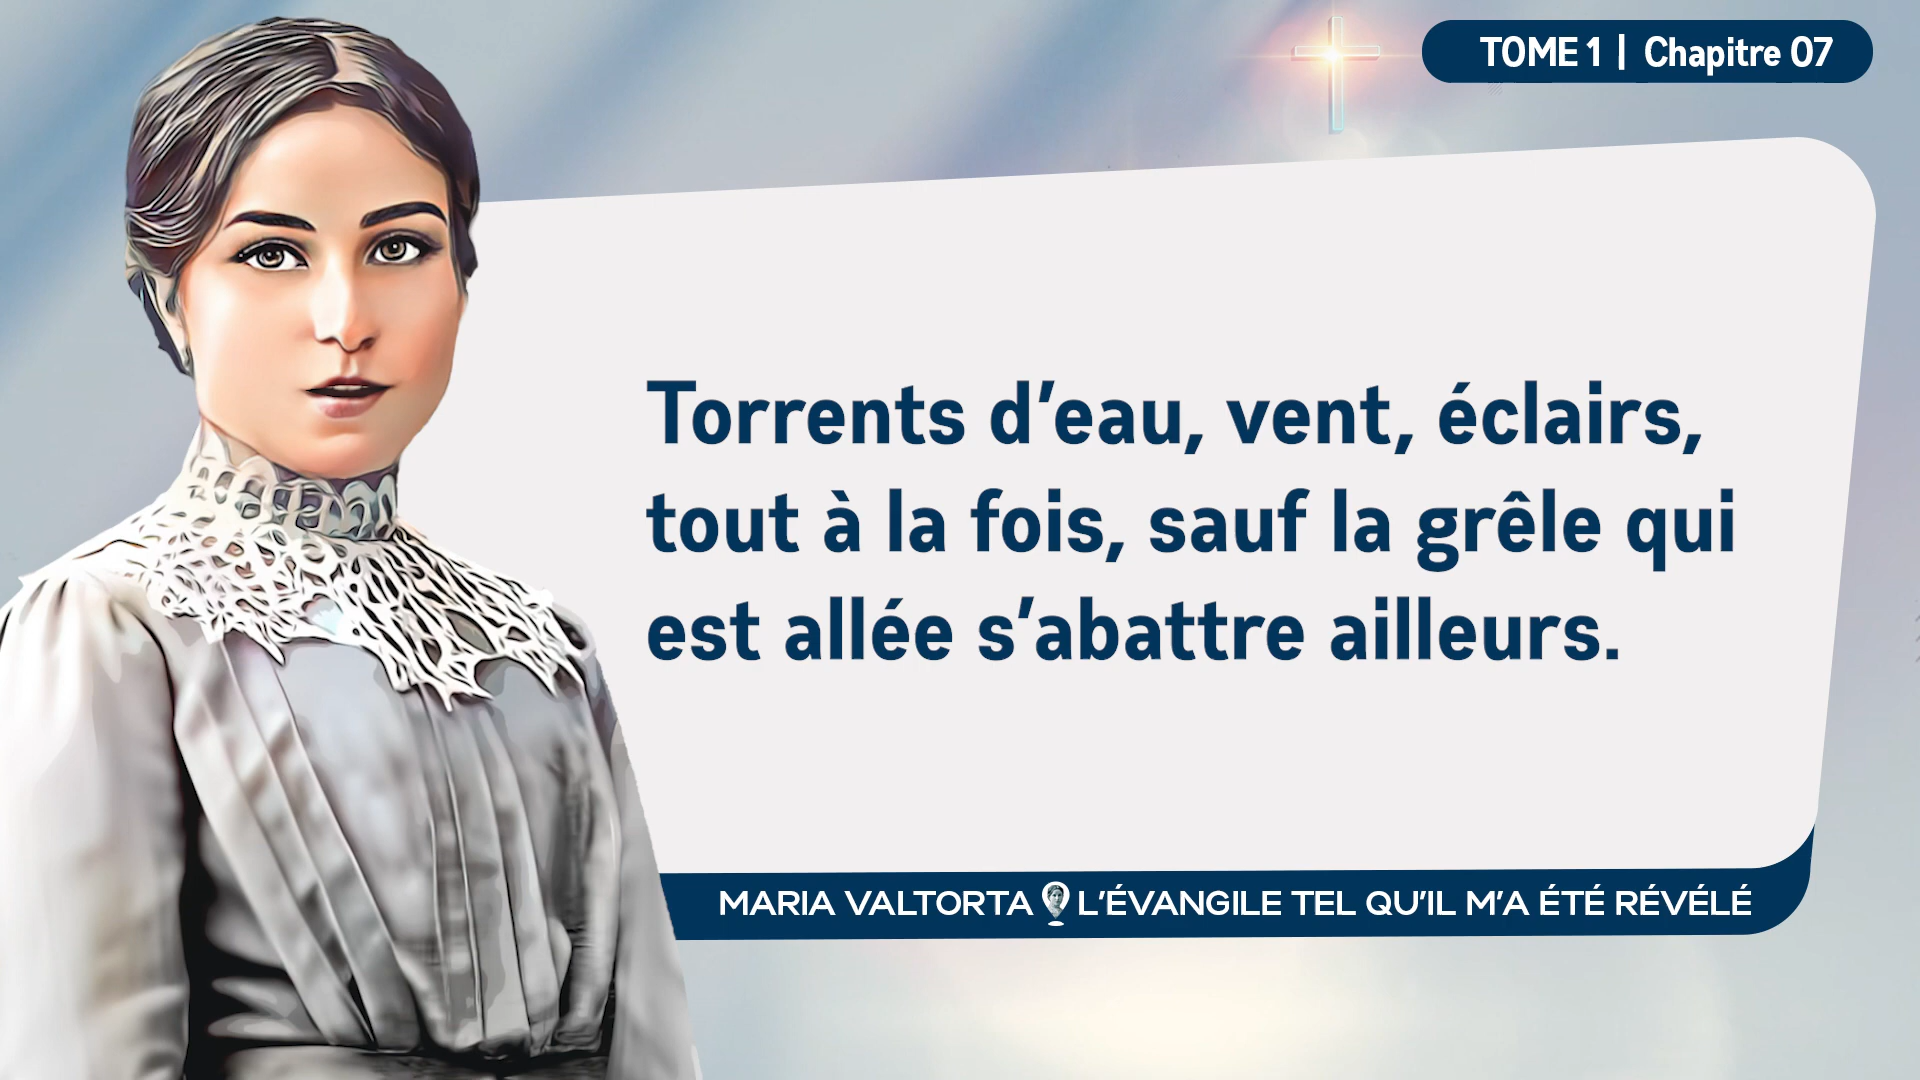 TOME 1 | Chapitre 07
Torrents d’eau, vent, éclairs,
tout à la fois, sauf la grêle qui
est allée s’abattre ailleurs.
MARIA VALTORTA L’ÉVANGILE TEL QU’IL M’A ÉTÉ RÉVÉLÉ